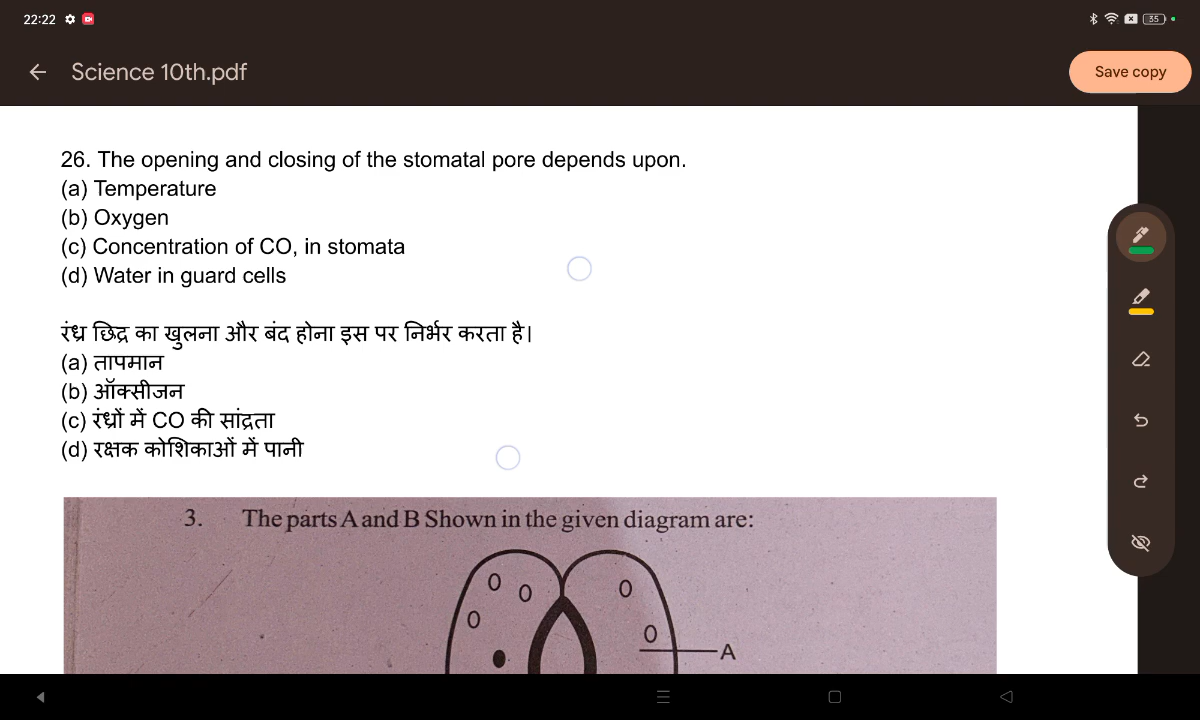 22:22
35
Science 10th.pdf
Save copy
26. The opening and closing of the stomatal pore depends upon.
(a) Temperature
(b) Oxygen
(c) Concentration of CO, in stomata
(d) Water in guard cells
रंध्र छिद्र का खुलना और बंद होना इस पर निर्भर करता है।
(a) तापमान
(b) ऑक्सीजन
(c) रंध्रों में CO की सांद्रता
(d) रक्षक कोशिकाओं में पानी
3. The parts A and B Shown in the given diagram are:
A